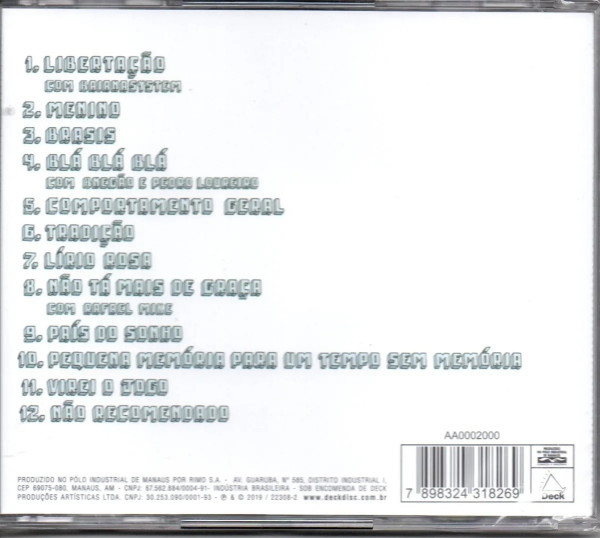 1. LIBERTAÇÃO
COM BAIANASYSTEM
2. MENINO
3. BRASIS
4. BLÁ BLÁ BLÁ
COM BNEGÃO E PEDRO LOUREIRO
5. COMPORTAMENTO GERAL
6. TRADIÇÃO
7. LÍRIO ROSA
8. NÃO TÁ MAIS DE GRAÇA
COM RAFAEL MIKE
9. PAÍS DO SONHO
10. PEQUENA MEMÓRIA PARA UM TEMPO SEM MEMÓRIA
11. VIREI O JOGO
12. NÃO RECOMENDADO
AA0002000
PRODUZIDO NO PÓLO INDUSTRIAL DE MANAUS POR RIMO S.A. - AV. GUARUBA, N° 585, DISTRITO INDUSTRIAL I,
CEP 69075-080, MANAUS, AM - CNPJ: 67.562.884/0004-91- INDÚSTRIA BRASILEIRA - SOB ENCOMENDA DE DECK
PRODUÇÕES ARTÍSTICAS LTDA. CNPJ: 30.253.090/0001-93 - ℗ & © 2019 / 22308-2 www.deckdisc.com.br
7 898324 318269
Deck